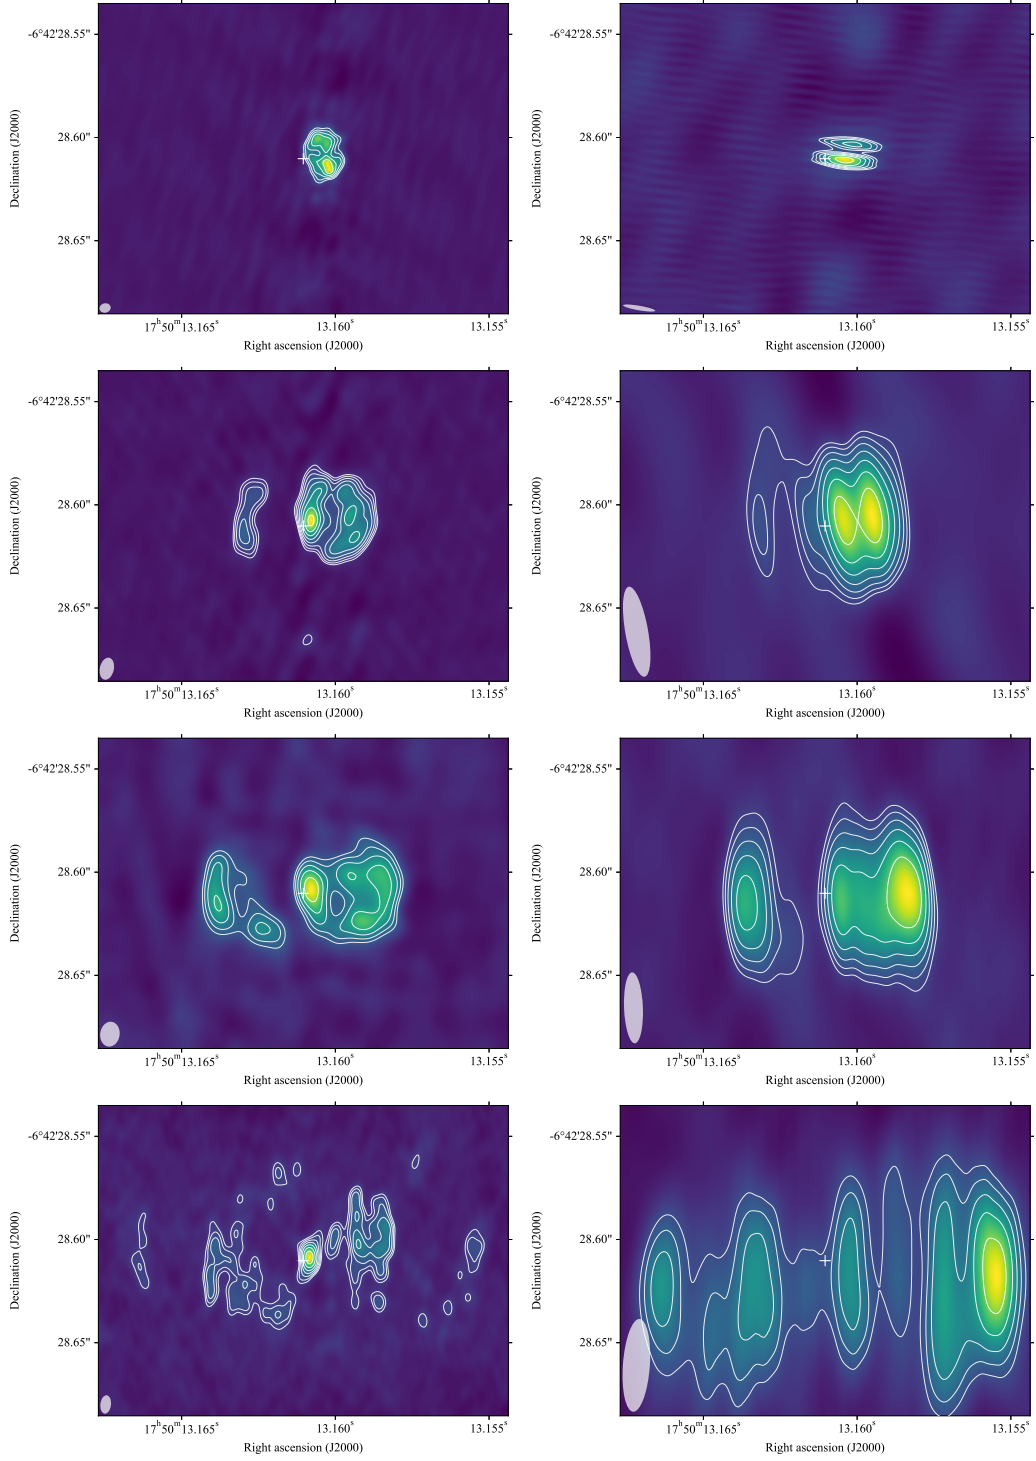 -6°42'28.55" -6°42'28.55"
Declination (J2000) 28.60" Declination (J2000) 28.60"
28.65" 28.65"
17ʰ50ᵐ13.165ˢ 13.160ˢ 13.155ˢ 17ʰ50ᵐ13.165ˢ 13.160ˢ 13.155ˢ
Right ascension (J2000) Right ascension (J2000)
-6°42'28.55" -6°42'28.55"
Declination (J2000) 28.60" Declination (J2000) 28.60"
28.65" 28.65"
17ʰ50ᵐ13.165ˢ 13.160ˢ 13.155ˢ 17ʰ50ᵐ13.165ˢ 13.160ˢ 13.155ˢ
Right ascension (J2000) Right ascension (J2000)
-6°42'28.55" -6°42'28.55"
Declination (J2000) 28.60" Declination (J2000) 28.60"
28.65" 28.65"
17ʰ50ᵐ13.165ˢ 13.160ˢ 13.155ˢ 17ʰ50ᵐ13.165ˢ 13.160ˢ 13.155ˢ
Right ascension (J2000) Right ascension (J2000)
-6°42'28.55" -6°42'28.55"
Declination (J2000) 28.60" Declination (J2000) 28.60"
28.65" 28.65"
17ʰ50ᵐ13.165ˢ 13.160ˢ 13.155ˢ 17ʰ50ᵐ13.165ˢ 13.160ˢ 13.155ˢ
Right ascension (J2000) Right ascension (J2000)